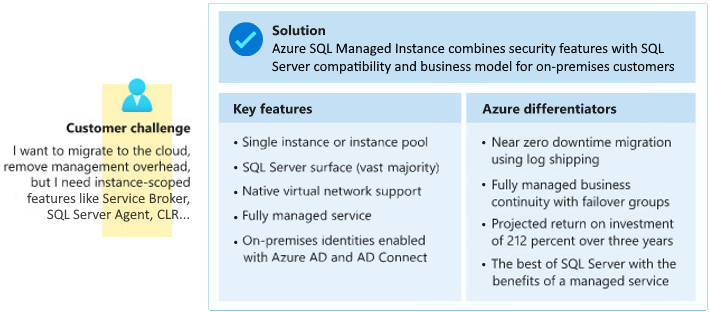 Customer challenge
I want to migrate to the cloud,
remove management overhead,
but I need instance-scoped
features like Service Broker,
SQL Server Agent, CLR...
Solution
Azure SQL Managed Instance combines security features with SQL
Server compatibility and business model for on-premises customers
Key features
• Single instance or instance pool
• SQL Server surface (vast majority)
• Native virtual network support
• Fully managed service
• On-premises identities enabled
with Azure AD and AD Connect
Azure differentiators
• Near zero downtime migration
using log shipping
• Fully managed business
continuity with failover groups
• Projected return on investment
of 212 percent over three years
• The best of SQL Server with the
benefits of a managed service